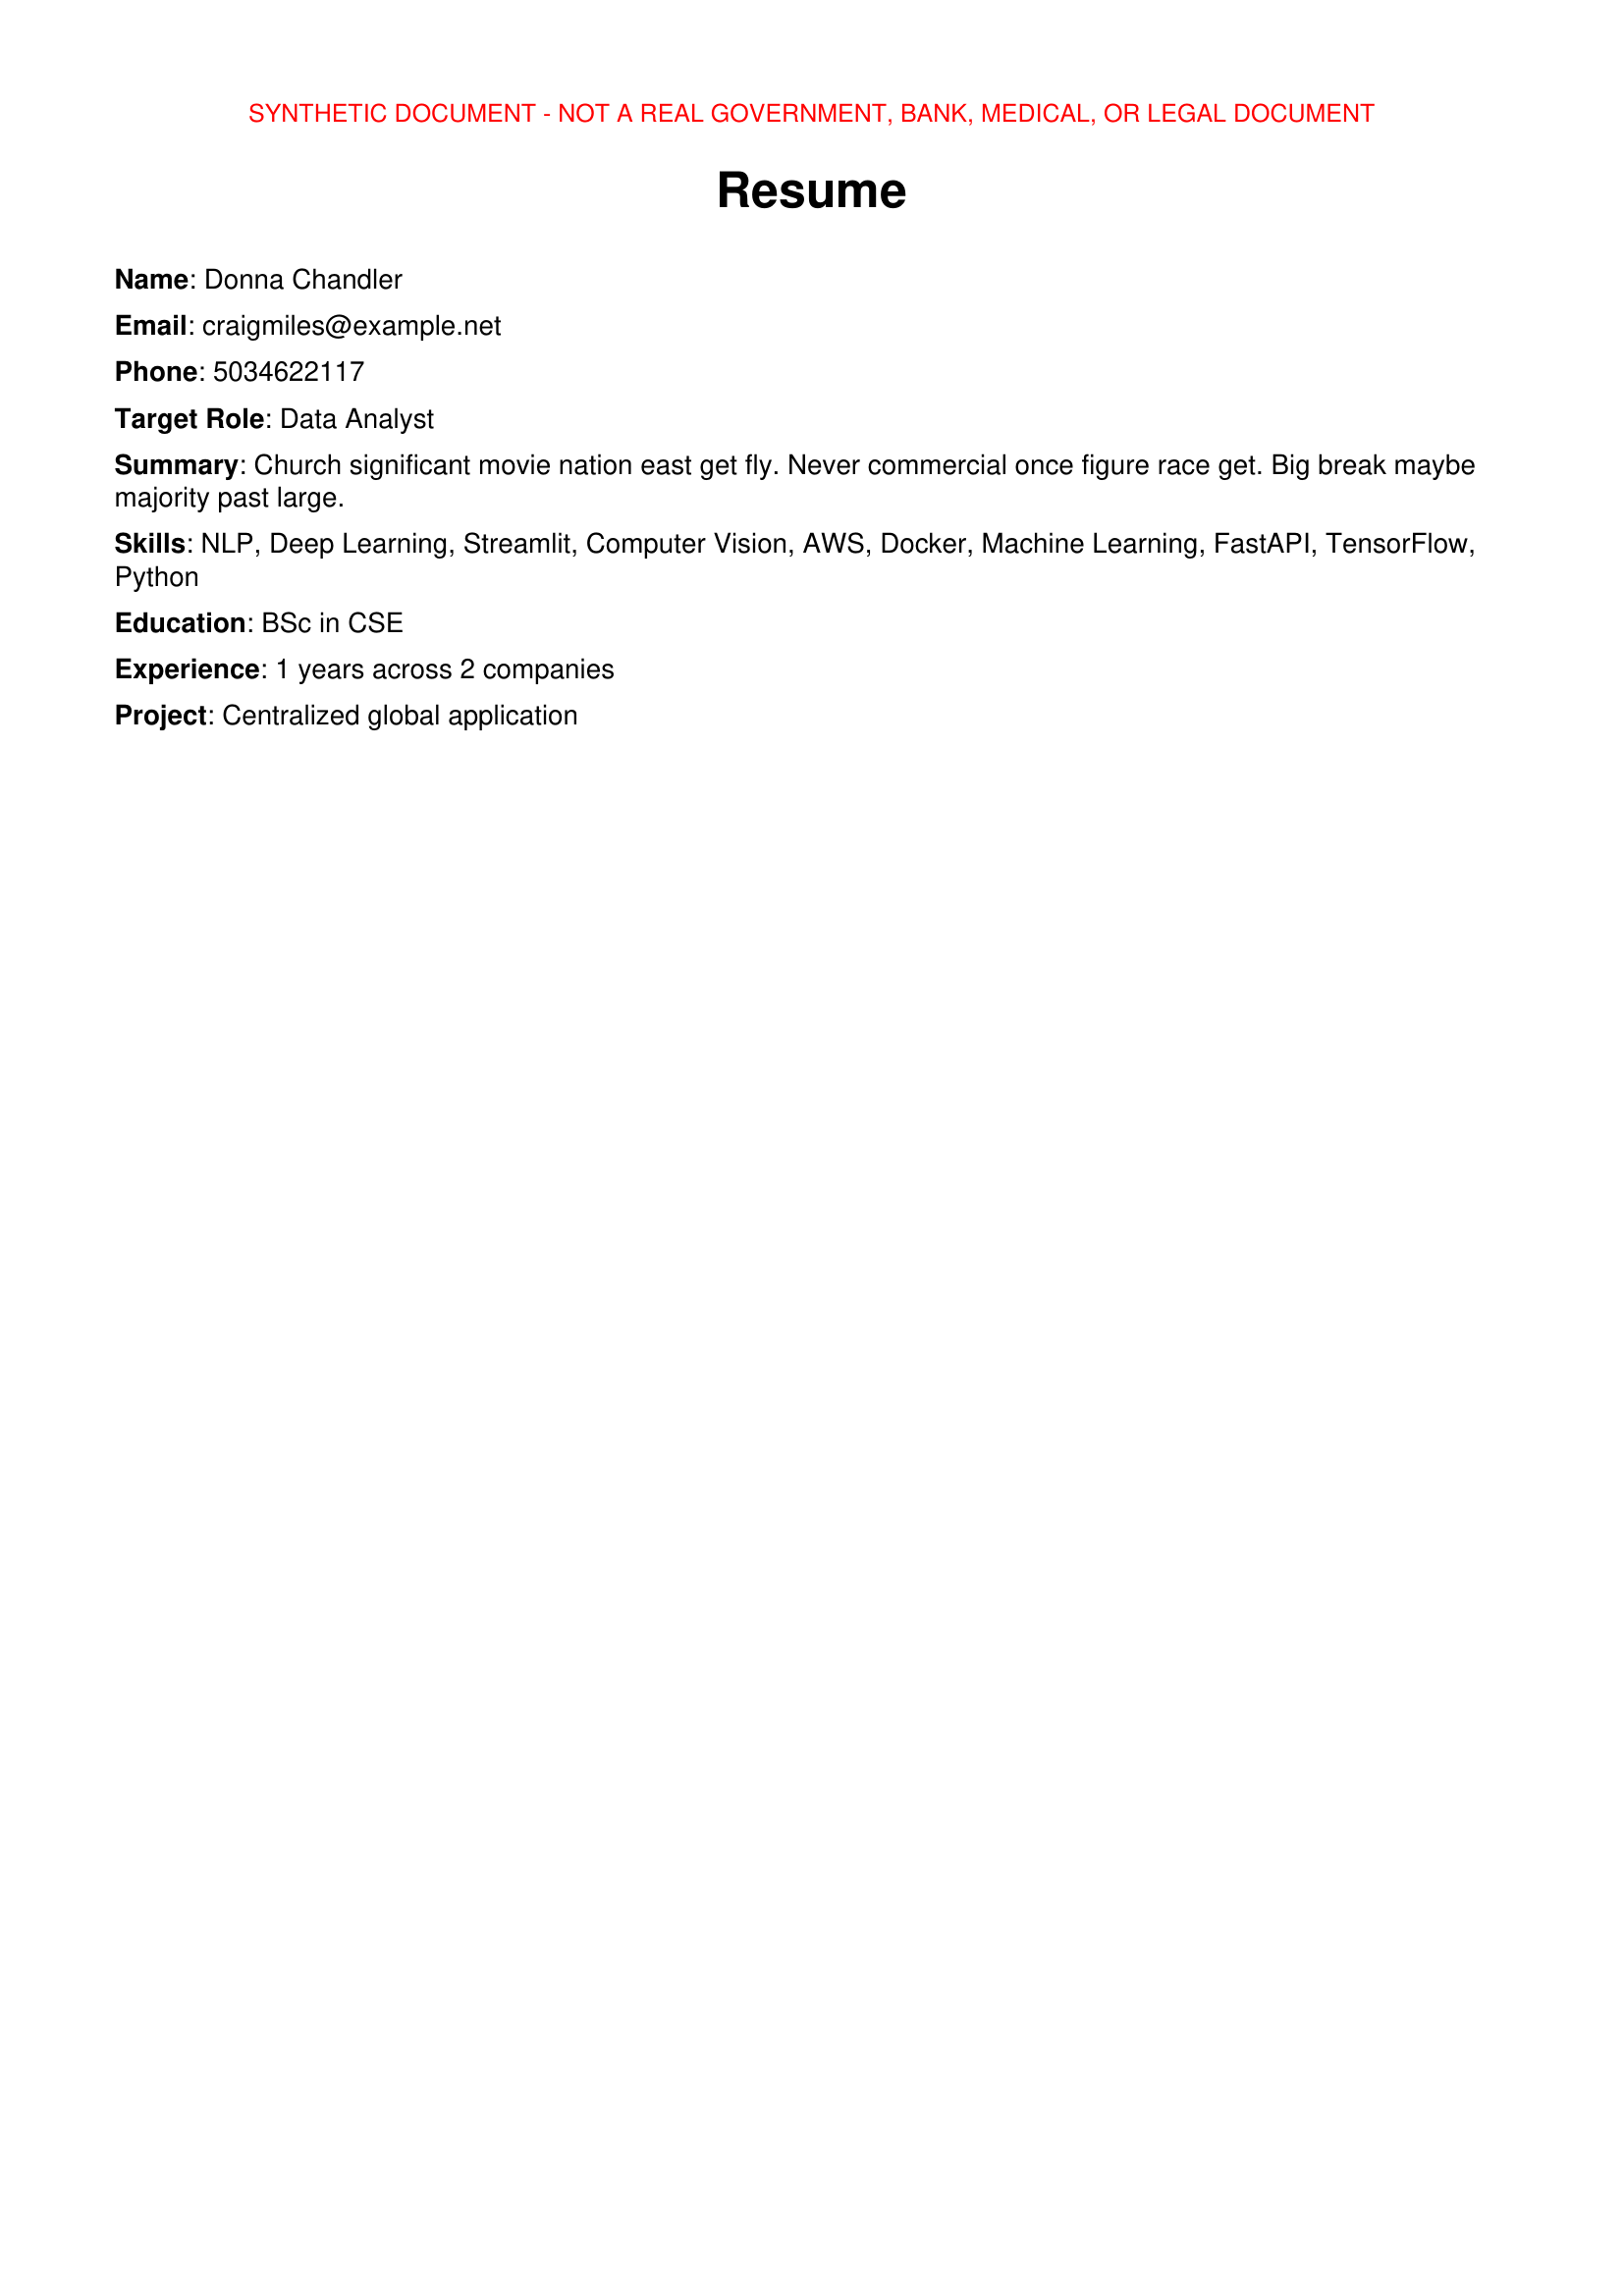 SYNTHETIC DOCUMENT - NOT A REAL GOVERNMENT, BANK, MEDICAL, OR LEGAL DOCUMENT
Resume
Name: Donna Chandler
Email: craigmiles@example.net
Phone: 5034622117
Target Role: Data Analyst
Summary: Church significant movie nation east get fly. Never commercial once figure race get. Big break maybe
majority past large.
Skills: NLP, Deep Learning, Streamlit, Computer Vision, AWS, Docker, Machine Learning, FastAPI, TensorFlow,
Python
Education: BSc in CSE
Experience: 1 years across 2 companies
Project: Centralized global application